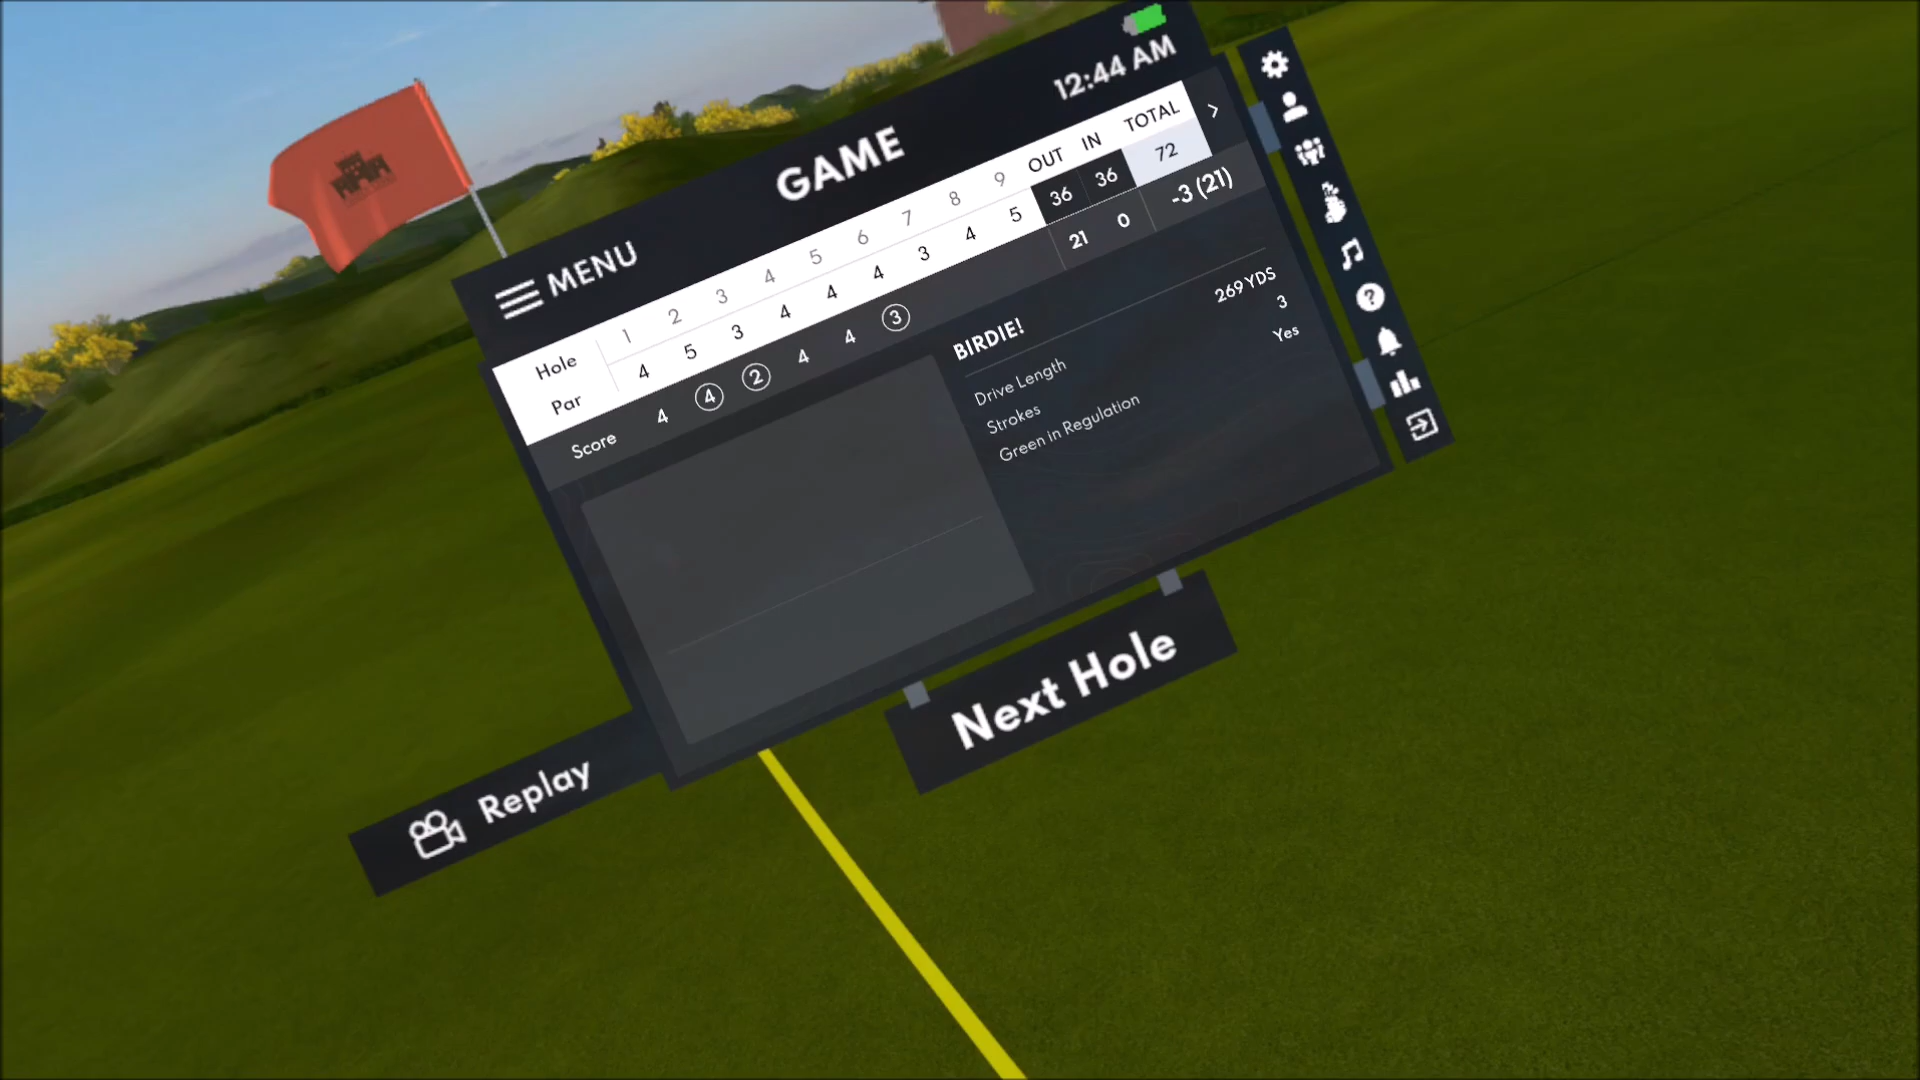 12:44 AM
MENU GAME
Hole 1 2 3 4 5 6 7 8 9 OUT IN TOTAL >
Par 4 5 3 4 4 4 3 4 5 36 36 72
Score 4 4 2 4 4 3 21 0 -3 (21)
BIRDIE!
Drive Length 269 YDS
Strokes 3
Green in Regulation Yes
?
Replay
Next Hole